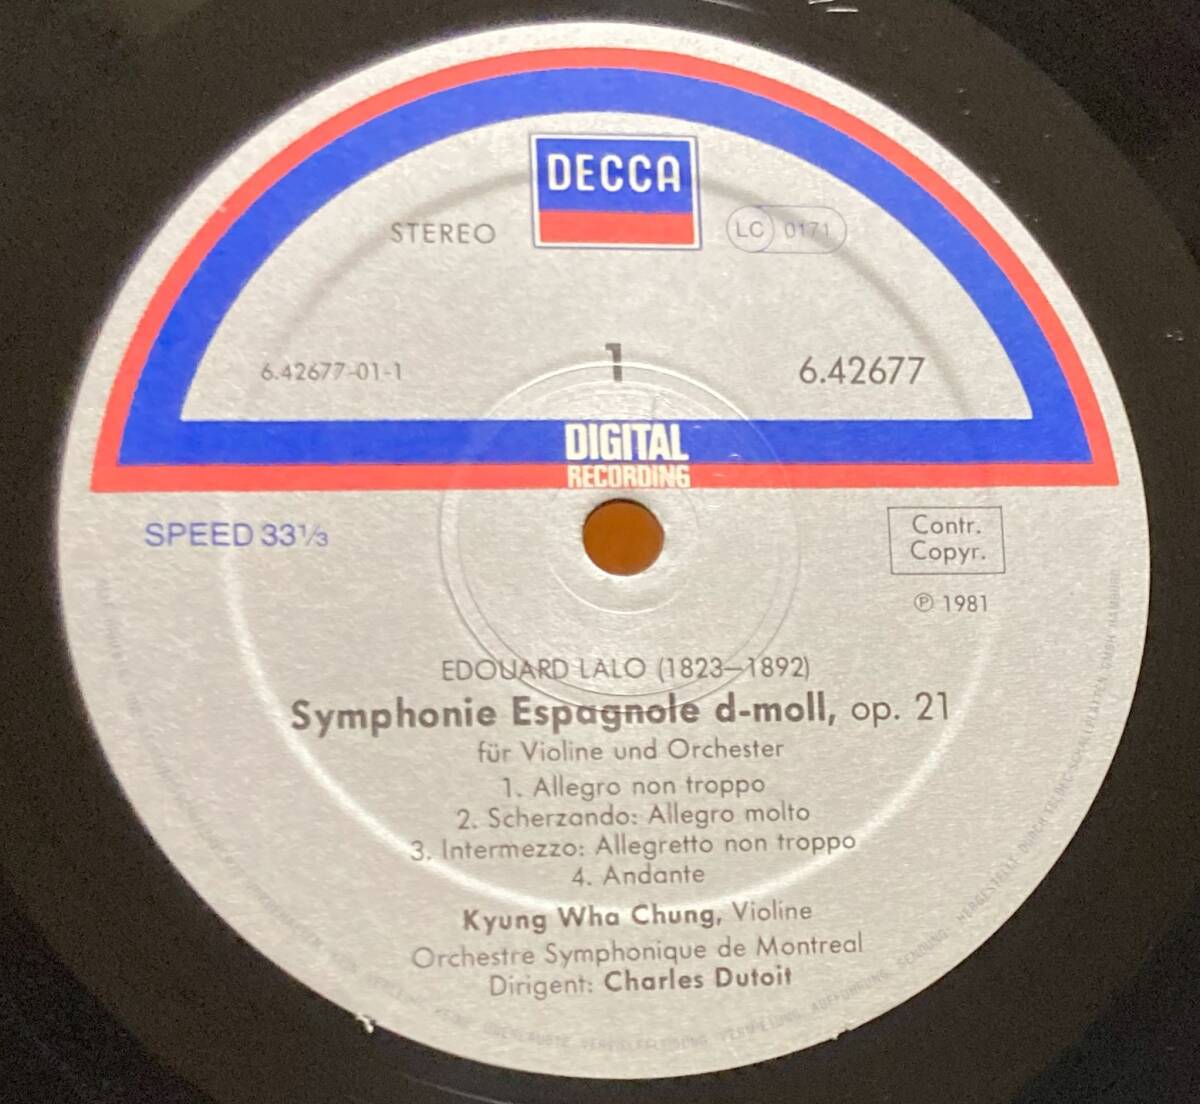 DECCA
STEREO
LC 0171
6.42677-01-1
1
6.42677
DIGITAL
RECORDING
SPEED 33⅓
Contr.
Copyr.
℗ 1981
EDOUARD LALO (1823–1892)
Symphonie Espagnole d-moll, op. 21
für Violine und Orchester
1. Allegro non troppo
2. Scherzando: Allegro molto
3. Intermezzo: Allegretto non troppo
4. Andante
Kyung Wha Chung, Violine
Orchestre Symphonique de Montreal
Dirigent: Charles Dutoit